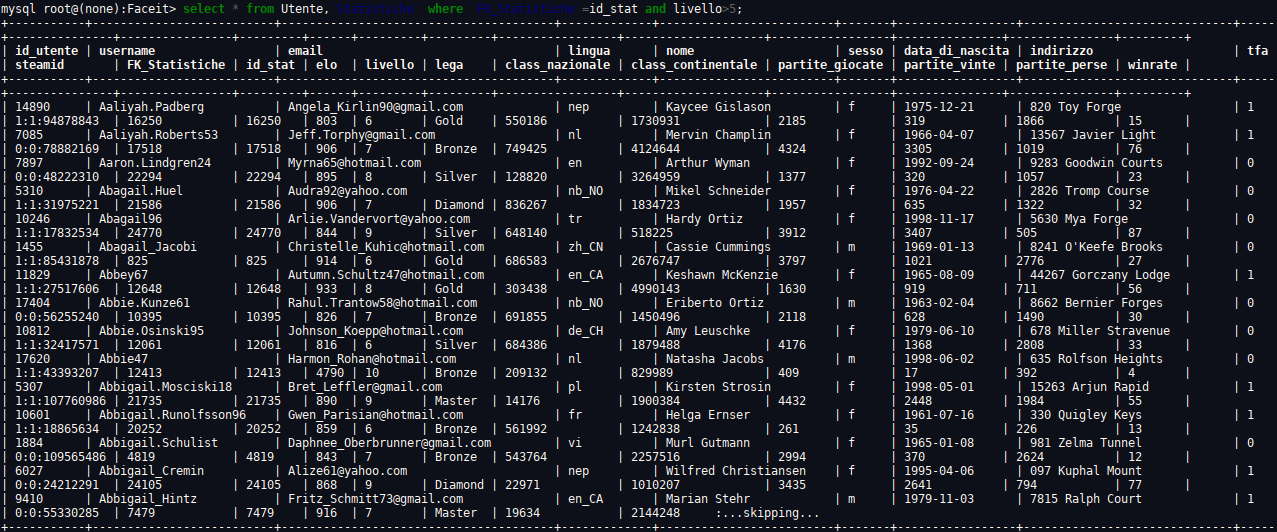 mysql root@(none):Faceit> select * from Utente, Statistiche where FK_Statistiche =id_stat and livello>5;
| id_utente | username | email | lingua | nome | sesso | data_di_nascita | indirizzo | tfa
| steamid | FK_Statistiche | id_stat | elo | livello | lega | class_nazionale | class_continentale | partite_giocate | partite_vinte | partite_perse | winrate |
| 14890 | Aaliyah.Padberg | Angela_Kirlin90@gmail.com | nep | Kaycee Gislason | f | 1975-12-21 | 820 Toy Forge | 1
| 1:1:94878843 | 16250 | 16250 | 803 | 6 | Gold | 550186 | 1730931 | 2185 | 319 | 1866 | 15 |
| 7085 | Aaliyah.Roberts53 | Jeff.Torphy@gmail.com | nl | Mervin Champlin | f | 1966-04-07 | 13567 Javier Light | 1
| 0:0:78882169 | 17518 | 17518 | 906 | 7 | Bronze | 749425 | 4124644 | 4324 | 3305 | 1019 | 76 |
| 7897 | Aaron.Lindgren24 | Myrna65@hotmail.com | en | Arthur Wyman | f | 1992-09-24 | 9283 Goodwin Courts | 0
| 0:0:48222310 | 22294 | 22294 | 895 | 8 | Silver | 128820 | 3264959 | 1377 | 320 | 1057 | 23 |
| 5310 | Abagail.Huel | Audra92@yahoo.com | nb_NO | Mikel Schneider | f | 1976-04-22 | 2826 Tromp Course | 0
| 1:1:31975221 | 21586 | 21586 | 906 | 7 | Diamond | 836267 | 1834723 | 1957 | 635 | 1322 | 32 |
| 10246 | Abagail96 | Arlie.Vandervort@yahoo.com | tr | Hardy Ortiz | f | 1998-11-17 | 5630 Mya Forge | 0
| 1:1:17832534 | 24770 | 24770 | 844 | 9 | Silver | 648140 | 518225 | 3912 | 3407 | 505 | 87 |
| 1455 | Abagail_Jacobi | Christelle_Kuhic@hotmail.com | zh_CN | Cassie Cummings | m | 1969-01-13 | 8241 O'Keefe Brooks | 0
| 1:1:85431878 | 825 | 825 | 914 | 6 | Gold | 686583 | 2676747 | 3797 | 1021 | 2776 | 27 |
| 11829 | Abbey67 | Autumn.Schultz47@hotmail.com | en_CA | Keshawn McKenzie | f | 1965-08-09 | 44267 Gorczany Lodge | 1
| 1:1:27517606 | 12648 | 12648 | 933 | 8 | Gold | 303438 | 4990143 | 1630 | 919 | 711 | 56 |
| 17404 | Abbie.Kunze61 | Rahul.Trantow58@hotmail.com | nb_NO | Eriberto Ortiz | m | 1963-02-04 | 8662 Bernier Forges | 0
| 0:0:56255240 | 10395 | 10395 | 826 | 7 | Bronze | 691855 | 1450496 | 2118 | 628 | 1490 | 30 |
| 10812 | Abbie.Osinski95 | Johnson_Koepp@hotmail.com | de_CH | Amy Leuschke | f | 1979-06-10 | 678 Miller Stravenue | 0
| 1:1:32417571 | 12061 | 12061 | 816 | 6 | Silver | 684386 | 1879488 | 4176 | 1368 | 2808 | 33 |
| 17620 | Abbie47 | Harmon_Rohan@hotmail.com | nl | Natasha Jacobs | m | 1998-06-02 | 635 Rolfson Heights | 0
| 1:1:43393207 | 12413 | 12413 | 4790 | 10 | Bronze | 209132 | 829989 | 409 | 17 | 392 | 4 |
| 5307 | Abbigail.Mosciski18 | Bret_Leffler@gmail.com | pl | Kirsten Strosin | f | 1998-05-01 | 15263 Arjun Rapid | 1
| 1:1:107760986 | 21735 | 21735 | 890 | 9 | Master | 14176 | 1900384 | 4432 | 2448 | 1984 | 55 |
| 10601 | Abbigail.Runolfsson96 | Gwen_Parisian@hotmail.com | fr | Helga Ernser | f | 1961-07-16 | 330 Quigley Keys | 1
| 1:1:18865634 | 20252 | 20252 | 859 | 6 | Bronze | 561992 | 1242838 | 261 | 35 | 226 | 13 |
| 1884 | Abbigail.Schulist | Daphnee_Oberbrunner@gmail.com | vi | Murl Gutmann | f | 1965-01-08 | 981 Zelma Tunnel | 0
| 0:0:109565486 | 4819 | 4819 | 843 | 7 | Bronze | 543764 | 2257516 | 2994 | 370 | 2624 | 12 |
| 6027 | Abbigail_Cremin | Alize61@yahoo.com | nep | Wilfred Christiansen | f | 1995-04-06 | 097 Kuphal Mount | 1
| 0:0:24212291 | 24105 | 24105 | 868 | 9 | Diamond | 22971 | 1010207 | 3435 | 2641 | 794 | 77 |
| 9410 | Abbigail_Hintz | Fritz_Schmitt73@gmail.com | en_CA | Marian Stehr | m | 1979-11-03 | 7815 Ralph Court | 1
| 0:0:55330285 | 7479 | 7479 | 916 | 7 | Master | 19634 | 2144248 :...skipping...